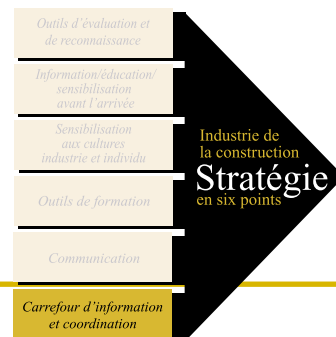 Outils d'évaluation et
de reconnaissance
Information/éducation/
sensibilisation
avant l'arrivée
Sensibilisation
aux cultures
industrie et individu
Outils de formation
Communication
Carrefour d'information
et coordination
Industrie de
la construction
Stratégie
en six points